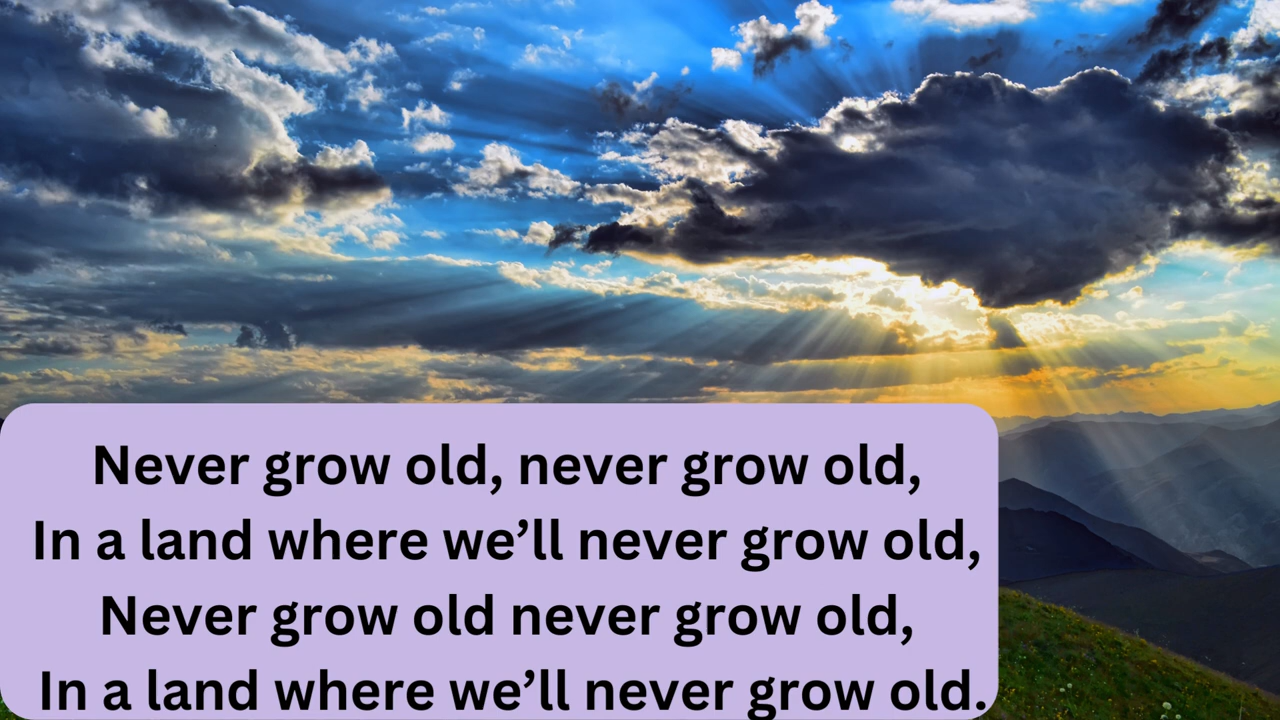 Never grow old, never grow old,
In a land where we’ll never grow old,
Never grow old never grow old,
In a land where we’ll never grow old.